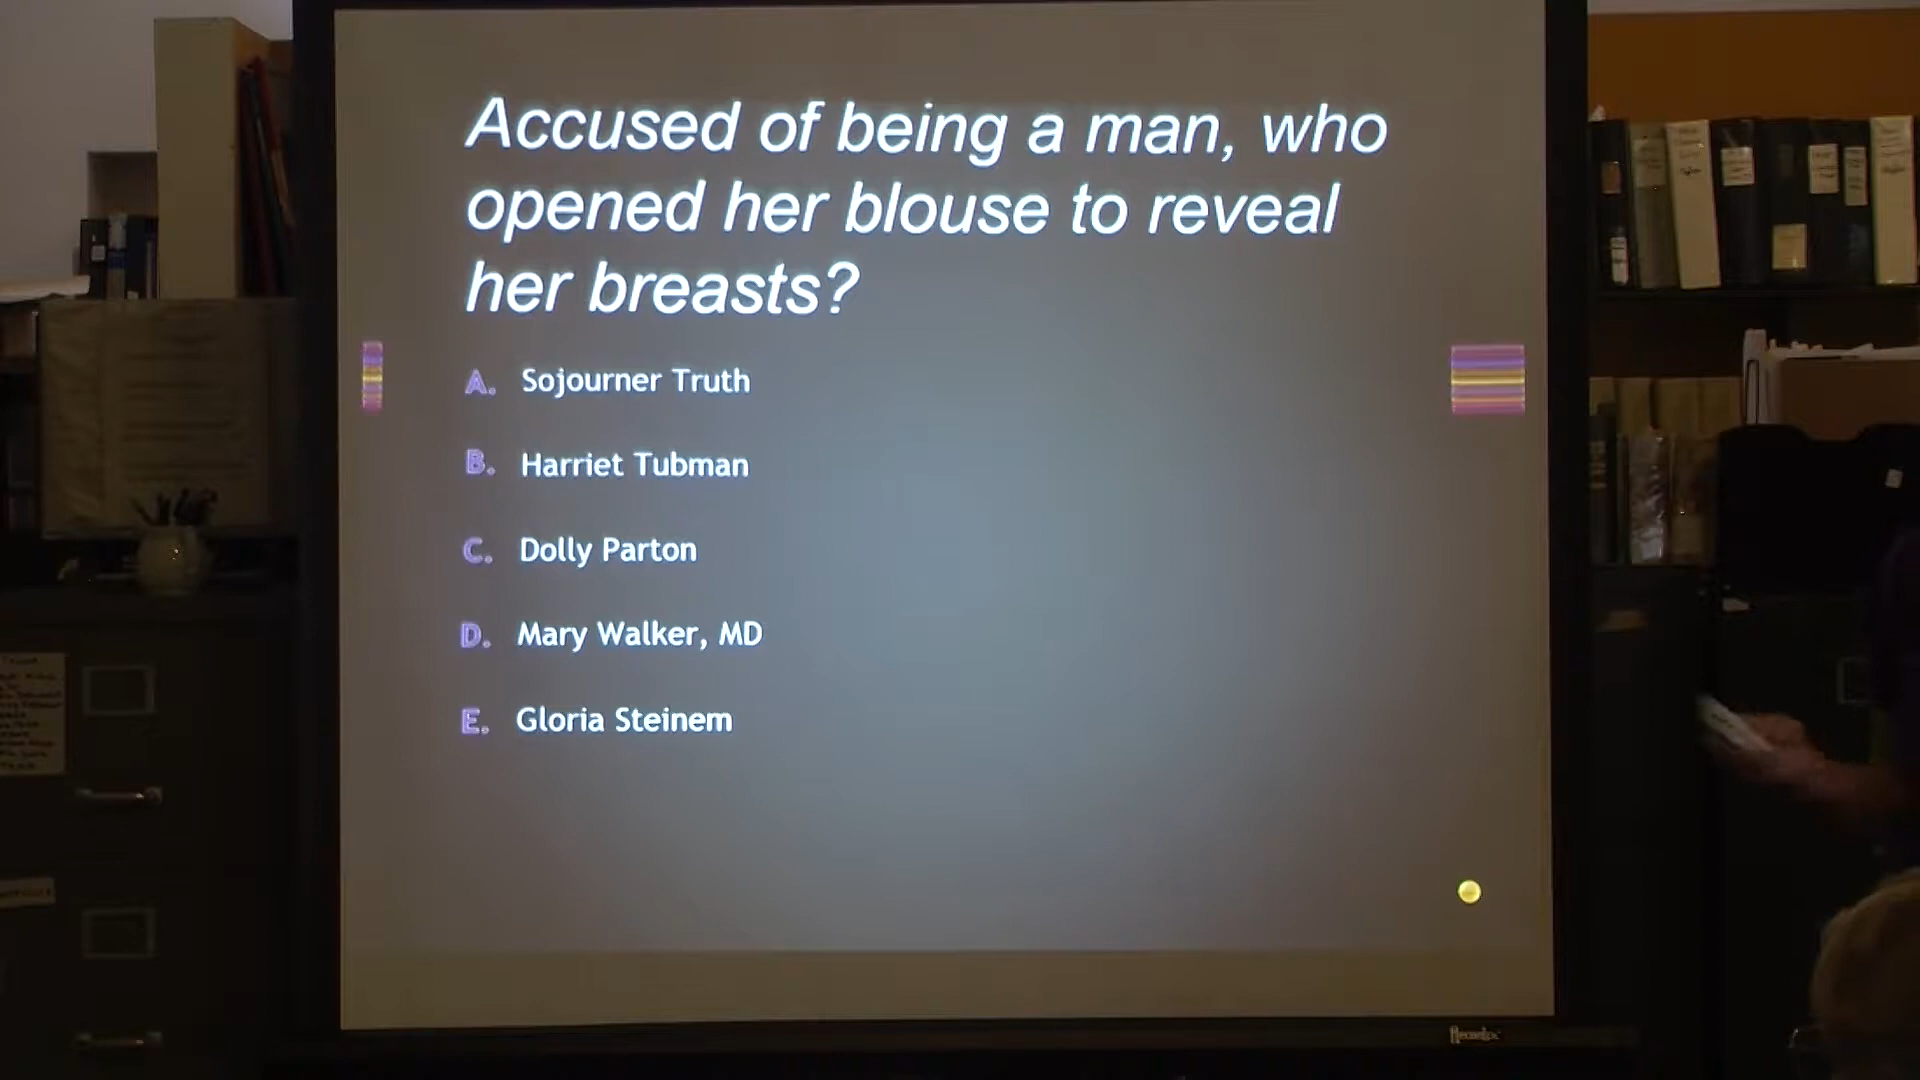 Accused of being a man, who
opened her blouse to reveal
her breasts?
A. Sojourner Truth
B. Harriet Tubman
C. Dolly Parton
D. Mary Walker, MD
E. Gloria Steinem